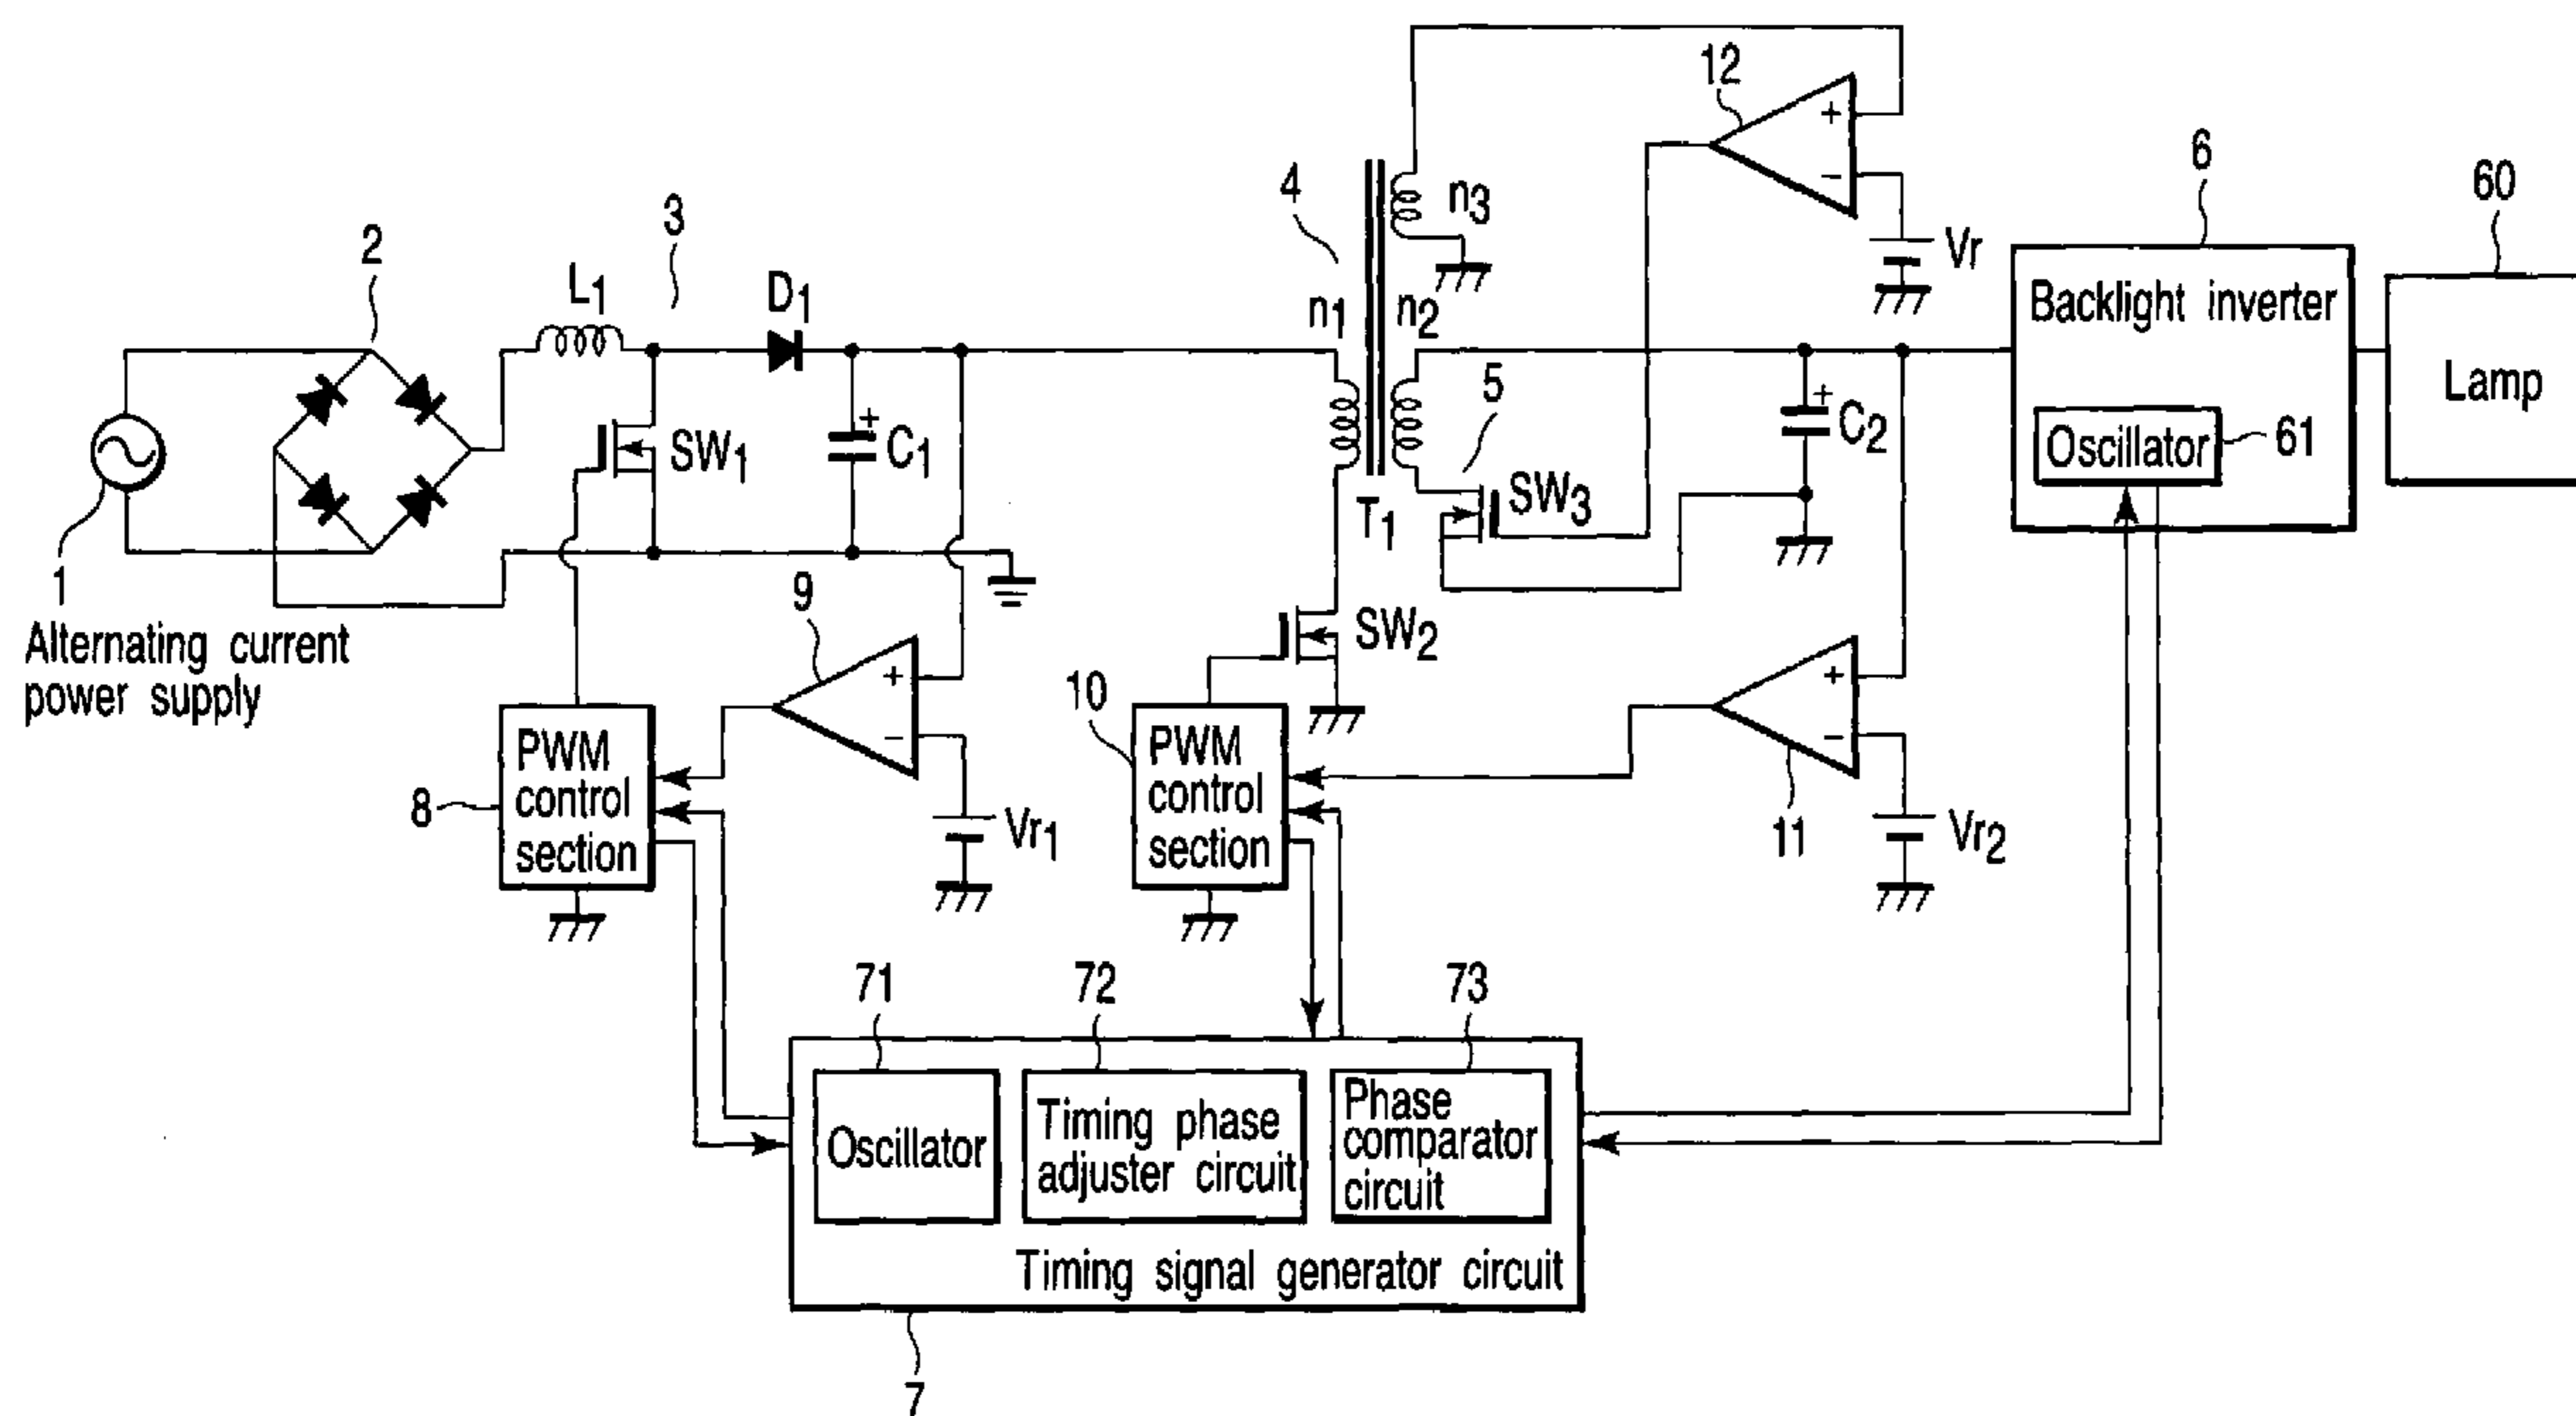 12
6
60
4
n3
3
2
Vr
L1
D1
n1
n2
Backlight inverter
5
Lamp
+
+
C1
C2
SW1
Oscillator
61
SW3
T1
1
Alternating current
power supply
9
SW2
10
+
−
+
−
+
−
PWM
control
section
PWM
control
section
8
Vr1
11
Vr2
71
72
73
Oscillator
Timing phase
adjuster circuit
Phase
comparator
circuit
Timing signal generator circuit
7